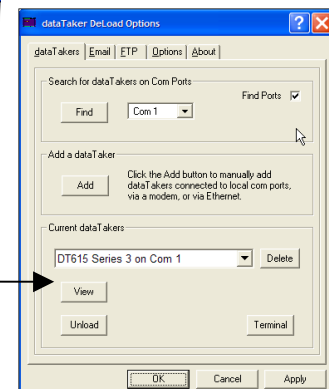 dataTaker DeLoad Options
dataTakers Email FTP Options About
Search for dataTakers on Com Ports
Find Ports
Find Com 1
Add a dataTaker
Add
Click the Add button to manually add
dataTakers connected to local com ports,
via a modem, or via Ethernet.
Current dataTakers
DT615 Series 3 on Com 1 Delete
View
Unload Terminal
OK Cancel Apply